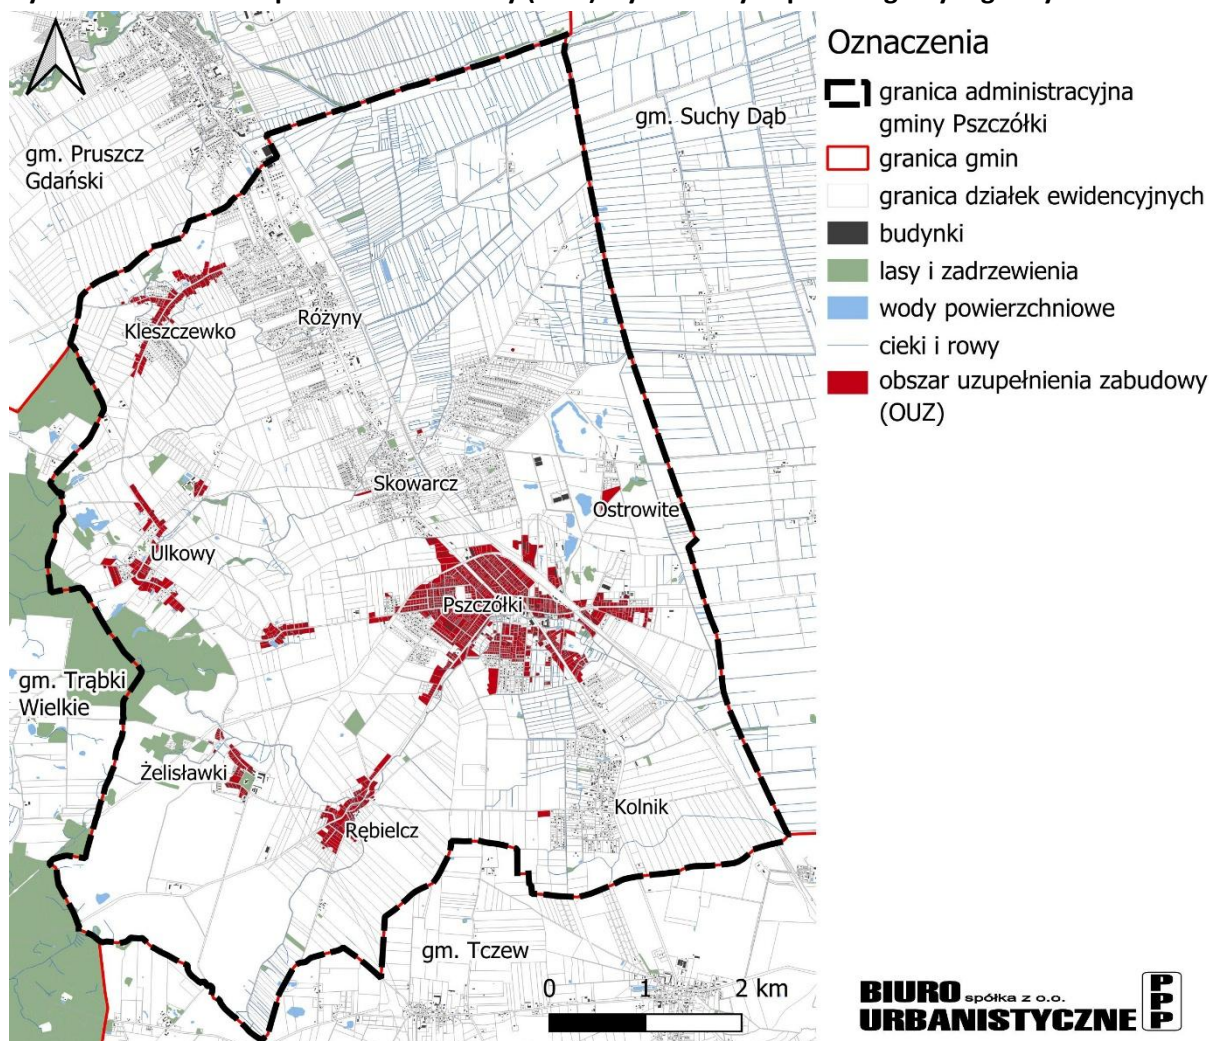 Oznaczenia
granica administracyjna
gminy Pszczółki
granica gmin
granica działek ewidencyjnych
budynki
lasy i zadrzewienia
wody powierzchniowe
cieki i rowy
obszar uzupełnienia zabudowy
(OUZ)
gm. Suchy Dąb
gm. Pruszcz
Gdański
Kleszczewko
Różyny
Skowarcz
Ostrowite
Ulkowy
Pszczółki
gm. Trąbki
Wielkie
Żelisławki
Rębielcz
Kolnik
gm. Tczew
0 1 2 km
BIURO spółka z o.o.
URBANISTYCZNE
PPP